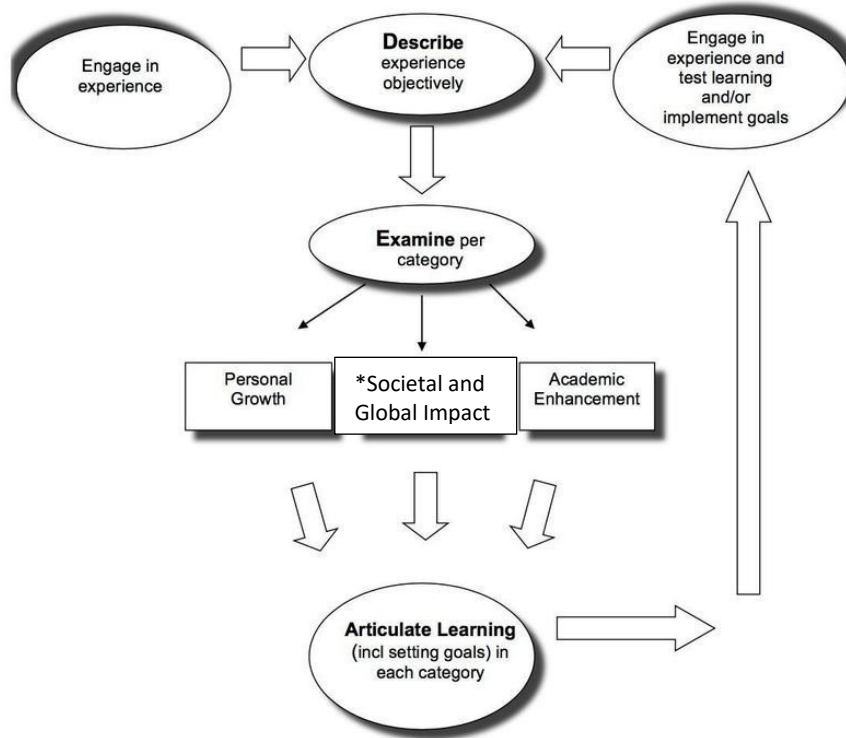 Engage in
experience
Describe
experience
objectively
Engage in
experience and
test learning
and/or
implement goals
Examine per
category
Personal
Growth
*Societal and
Global Impact
Academic
Enhancement
Articulate Learning
(incl setting goals) in
each category